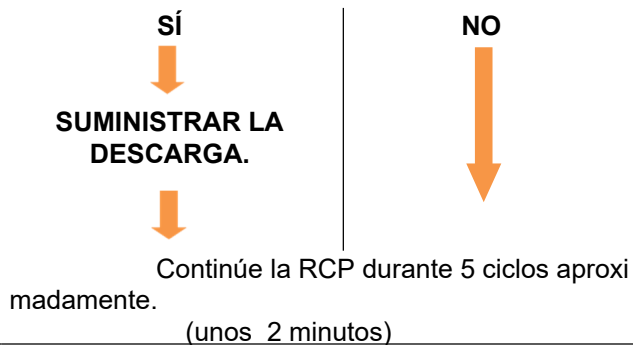 SÍ
NO
SUMINISTRAR LA
DESCARGA.
Continúe la RCP durante 5 ciclos aproxi
madamente.
(unos 2 minutos)